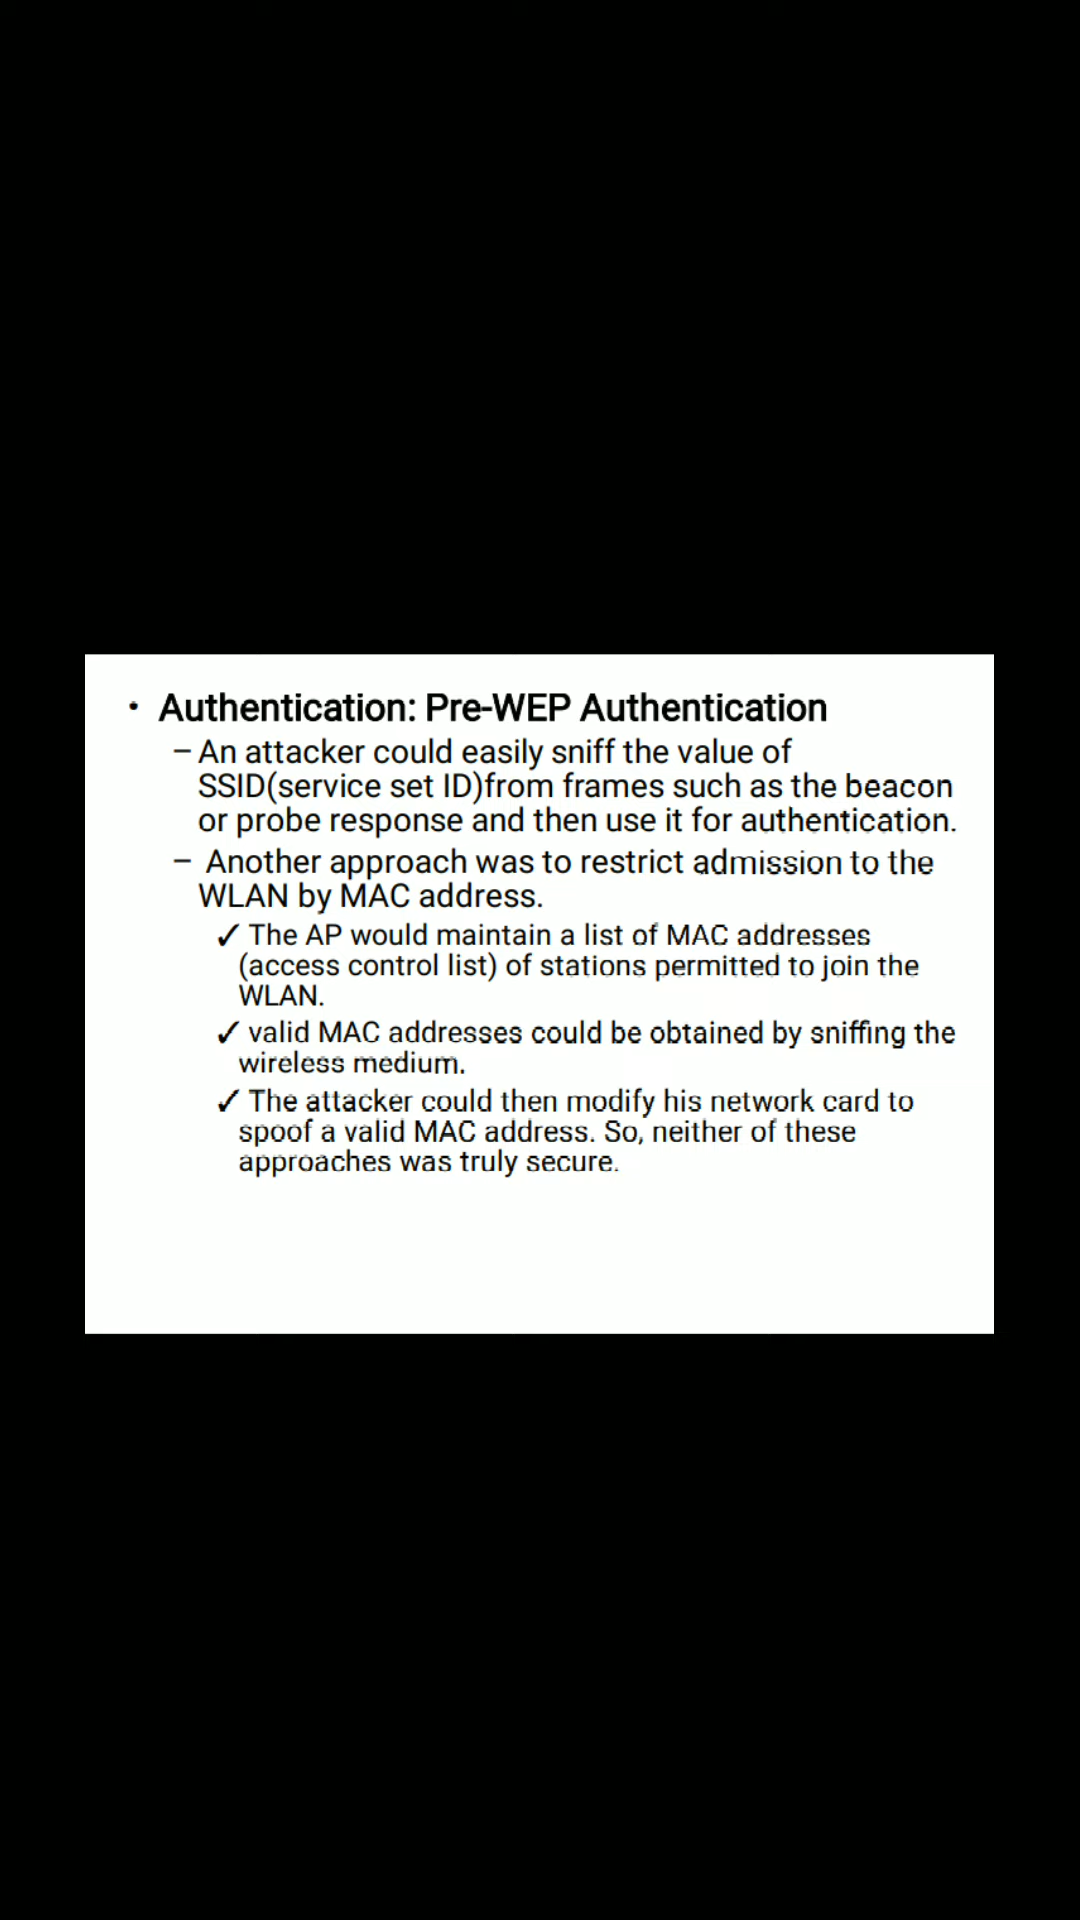 • Authentication: Pre-WEP Authentication
– An attacker could easily sniff the value of
SSID(service set ID)from frames such as the beacon
or probe response and then use it for authentication.
– Another approach was to restrict admission to the
WLAN by MAC address.
✓ The AP would maintain a list of MAC addresses
(access control list) of stations permitted to join the
WLAN.
✓ valid MAC addresses could be obtained by sniffing the
wireless medium.
✓ The attacker could then modify his network card to
spoof a valid MAC address. So, neither of these
approaches was truly secure.